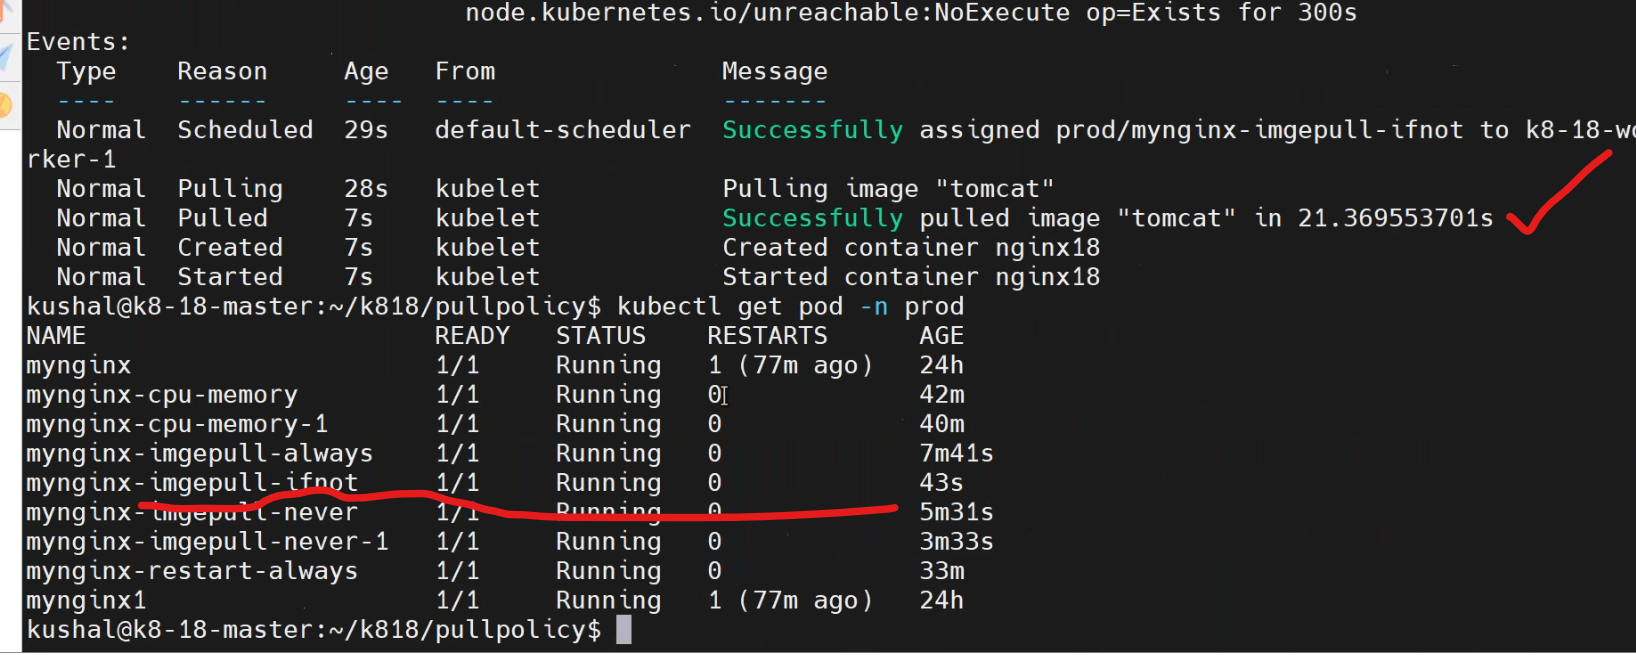 node.kubernetes.io/unreachable:NoExecute op=Exists for 300s
Events:
Type Reason Age From Message
---- ------ ---- ---- -------
Normal Scheduled 29s default-scheduler Successfully assigned prod/mynginx-imgepull-ifnot to k8-18-wo
rker-1
Normal Pulling 28s kubelet Pulling image "tomcat"
Normal Pulled 7s kubelet Successfully pulled image "tomcat" in 21.369553701s
Normal Created 7s kubelet Created container nginx18
Normal Started 7s kubelet Started container nginx18
kushal@k8-18-master:~/k818/pullpolicy$ kubectl get pod -n prod
NAME READY STATUS RESTARTS AGE
mynginx 1/1 Running 1 (77m ago) 24h
mynginx-cpu-memory 1/1 Running 0 42m
mynginx-cpu-memory-1 1/1 Running 0 40m
mynginx-imgepull-always 1/1 Running 0 7m41s
mynginx-imgepull-ifnot 1/1 Running 0 43s
mynginx-imgepull-never 1/1 Running 0 5m31s
mynginx-imgepull-never-1 1/1 Running 0 3m33s
mynginx-restart-always 1/1 Running 0 33m
mynginx1 1/1 Running 1 (77m ago) 24h
kushal@k8-18-master:~/k818/pullpolicy$